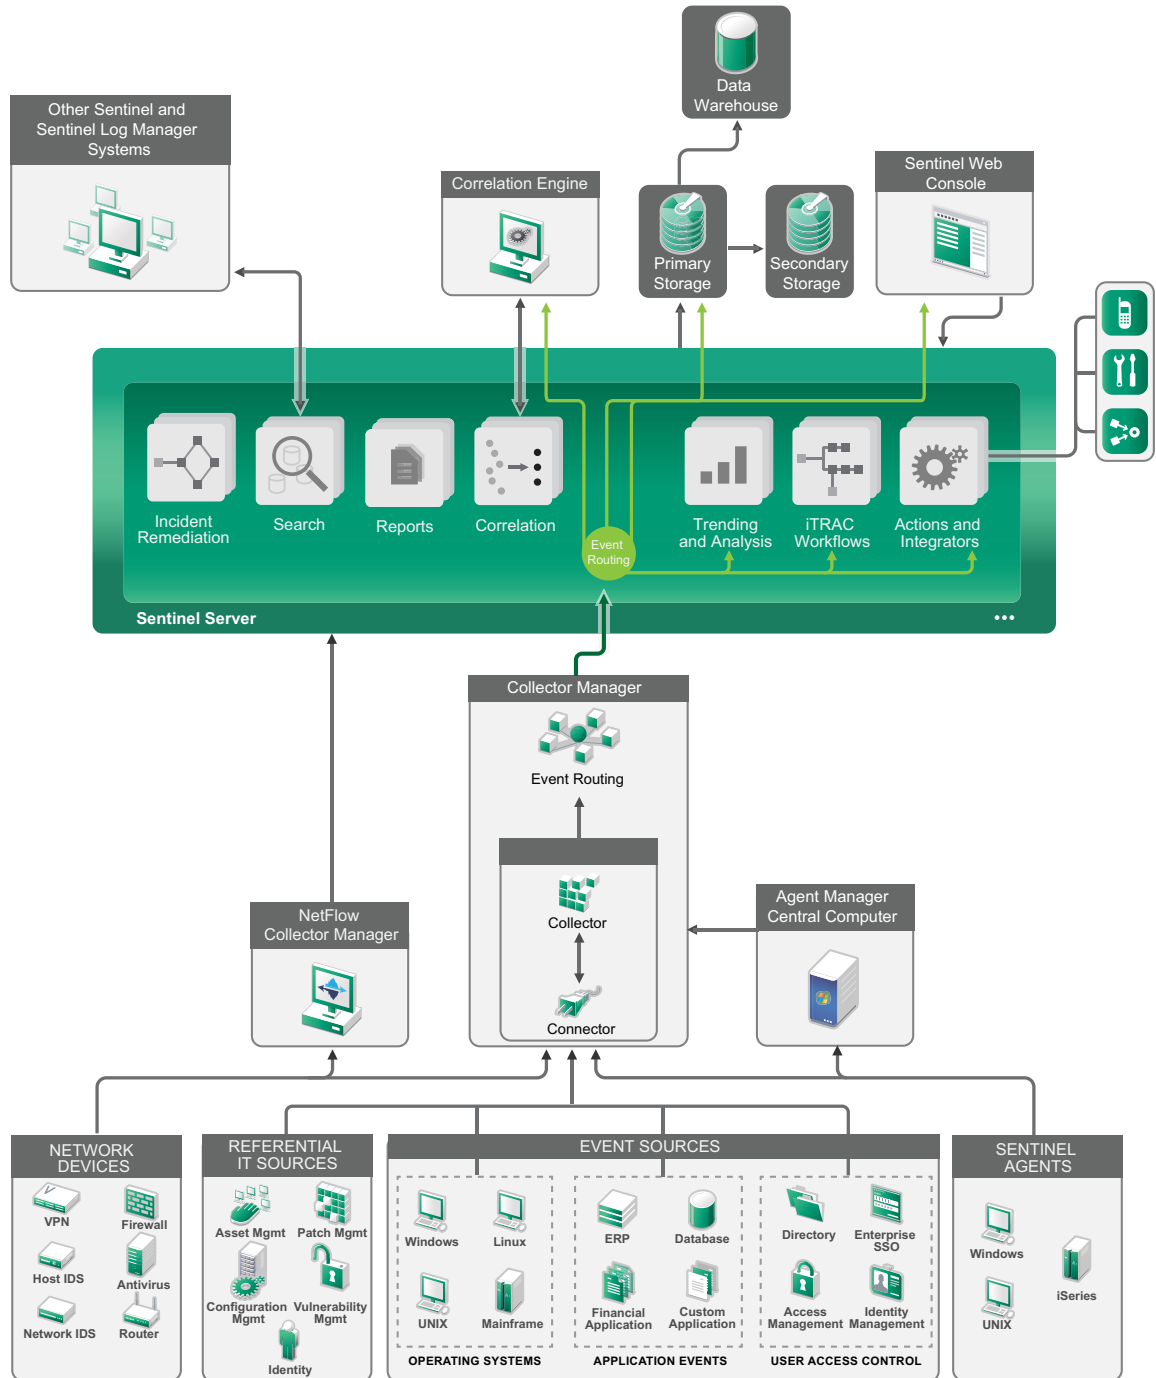 Data
Warehouse
Other Sentinel and
Sentinel Log Manager
Systems
Correlation Engine
Primary
Storage
Secondary
Storage
Sentinel Web
Console
Incident
Remediation
Search
Reports
Correlation
Event
Routing
Trending
and Analysis
iTRAC
Workflows
Actions and
Integrators
Sentinel Server
Collector Manager
Event Routing
Collector
Connector
NetFlow
Collector Manager
Agent Manager
Central Computer
NETWORK
DEVICES
VPN
Firewall
Host IDS
Antivirus
Network IDS
Router
REFERENTIAL
IT SOURCES
Asset Mgmt
Patch Mgmt
Configuration
Mgmt
Vulnerability
Mgmt
Identity
EVENT SOURCES
Windows
Linux
UNIX
Mainframe
OPERATING SYSTEMS
ERP
Database
Financial
Application
Custom
Application
APPLICATION EVENTS
Directory
Enterprise
SSO
Access
Management
Identity
Management
USER ACCESS CONTROL
SENTINEL
AGENTS
Windows
UNIX
iSeries